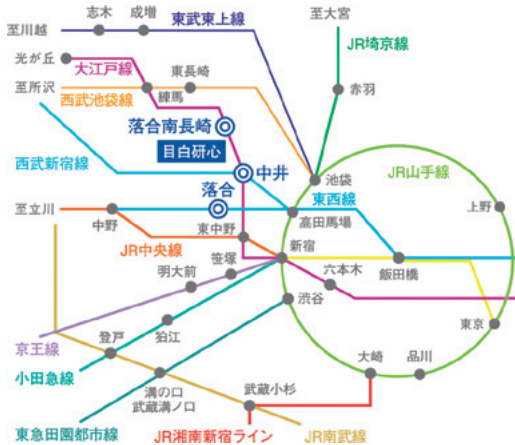 至川越
志木
成増
東武東上線
至大宮
JR埼京線
光が丘
大江戸線
東長崎
至所沢
西武池袋線
練馬
赤羽
落合南長崎
目白研心
西武新宿線
中井
池袋
JR山手線
落合
東西線
上野
至立川
中野
東中野
高田馬場
JR中央線
新宿
飯田橋
笹塚
六本木
明大前
渋谷
東京
京王線
登戸
狛江
大崎
品川
小田急線
溝の口
武蔵溝ノ口
武蔵小杉
東急田園都市線
JR湘南新宿ライン
JR南武線